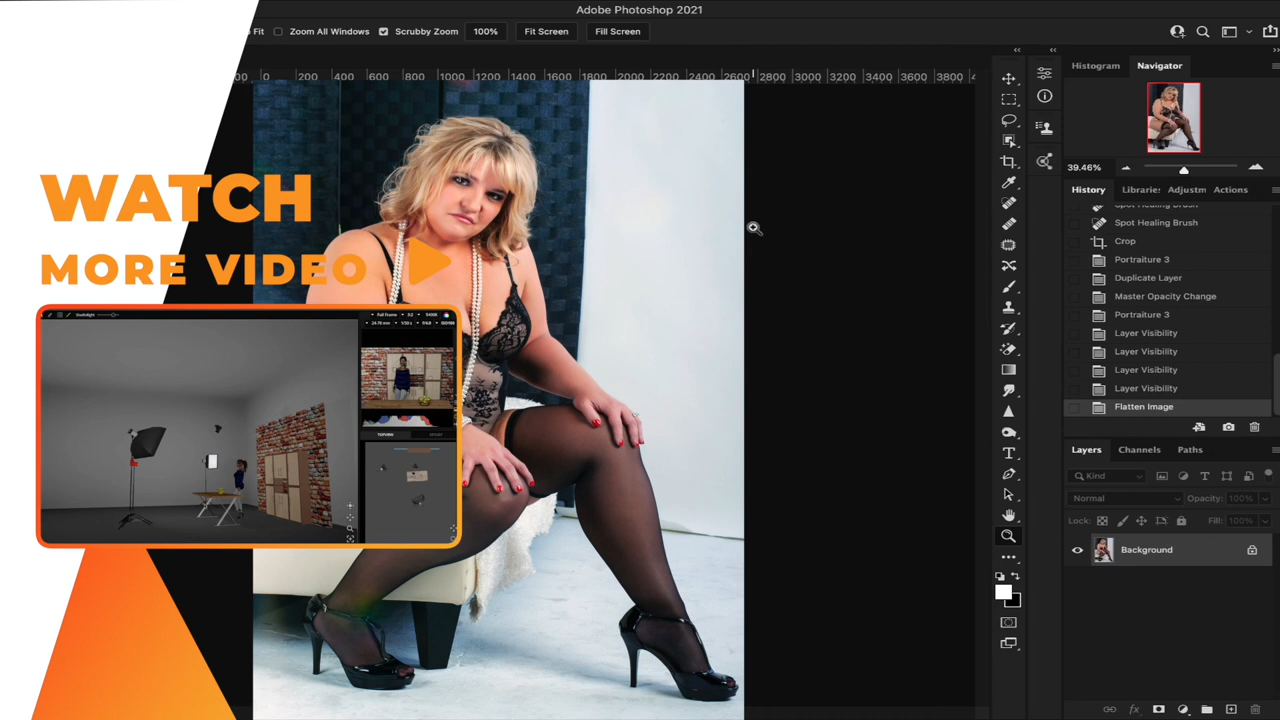 Adobe Photoshop 2021
Fit
Zoom All Windows
Scrubby Zoom
100%
Fit Screen
Fill Screen
200
400
600
800
1000
1200
1400
1600
1800
2000
2200
2400
2600
2800
3000
3200
3400
3600
3800
Histogram
Navigator
39.46%
WATCH
MORE VIDEO
History
Adjustm
Actions
Spot Healing Brush
Spot Healing Brush
Crop
Portraiture 3
Duplicate Layer
Master Opacity Change
Portraiture 3
Layer Visibility
Layer Visibility
Layer Visibility
Layer Visibility
Flatten Image
Layers
Channels
Paths
Kind
Normal
Opacity:
100%
Lock:
Fill:
100%
Background
fx